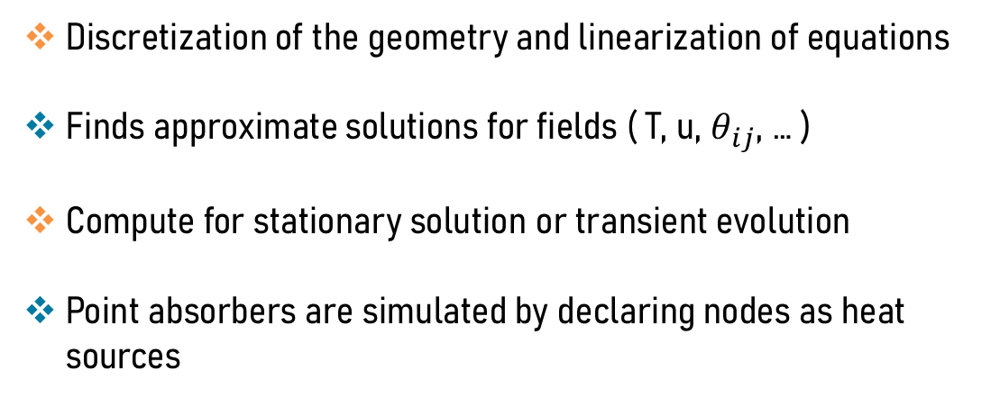 ❖ Discretization of the geometry and linearization of equations
❖ Finds approximate solutions for fields ( T, u, θ_{ij}, … )
❖ Compute for stationary solution or transient evolution
❖ Point absorbers are simulated by declaring nodes as heat
sources